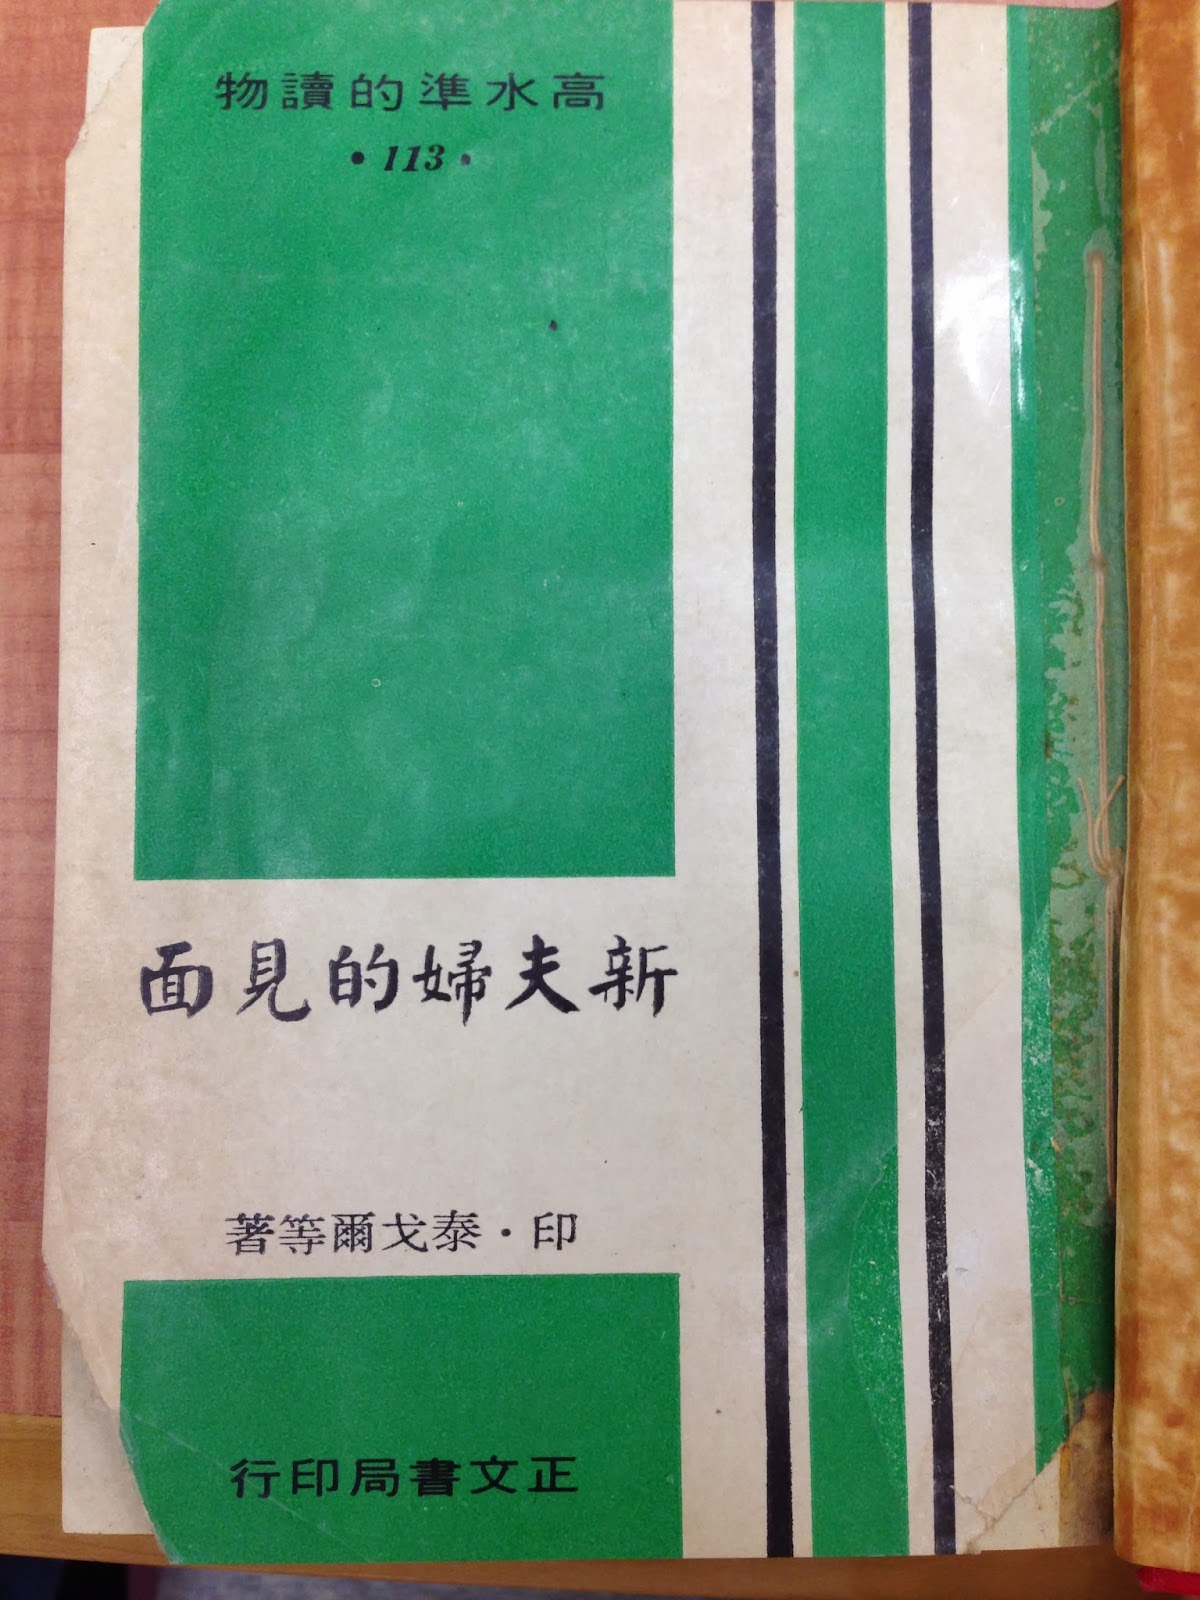 高水準的讀物
•113•
新夫婦的見面
印・泰戈爾等著
正文書局印行